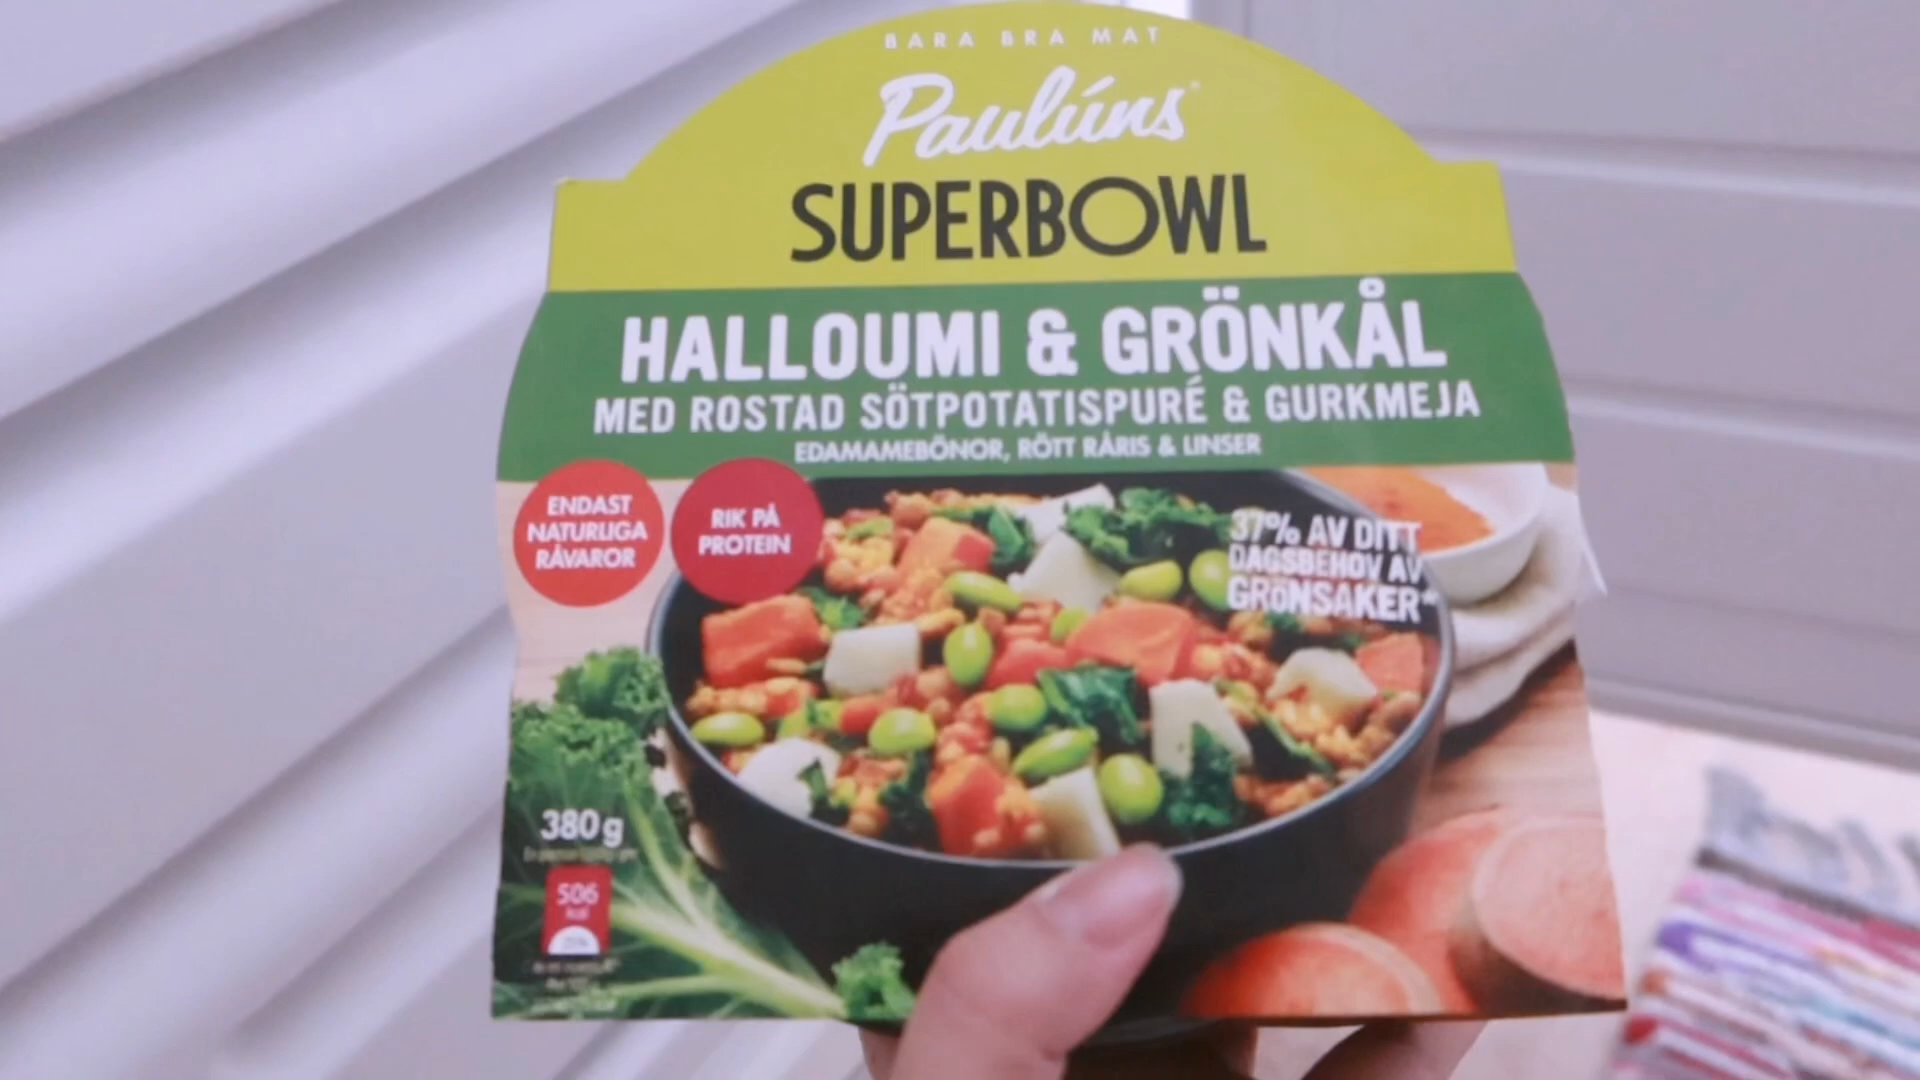 BARA BRA MAT
Paulúns
SUPERBOWL
HALLOUMI & GRÖNKÅL
MED ROSTAD SÖTPOTATISPURÉ & GURKMEJA
EDAMAMEBÖNOR, RÖTT RÅRIS & LINSER
ENDAST
NATURLIGA
RÅVAROR
RIK PÅ
PROTEIN
37% AV DITT
DAGSBEHOV AV
GRÖNSAKER*
380g
506
kcal